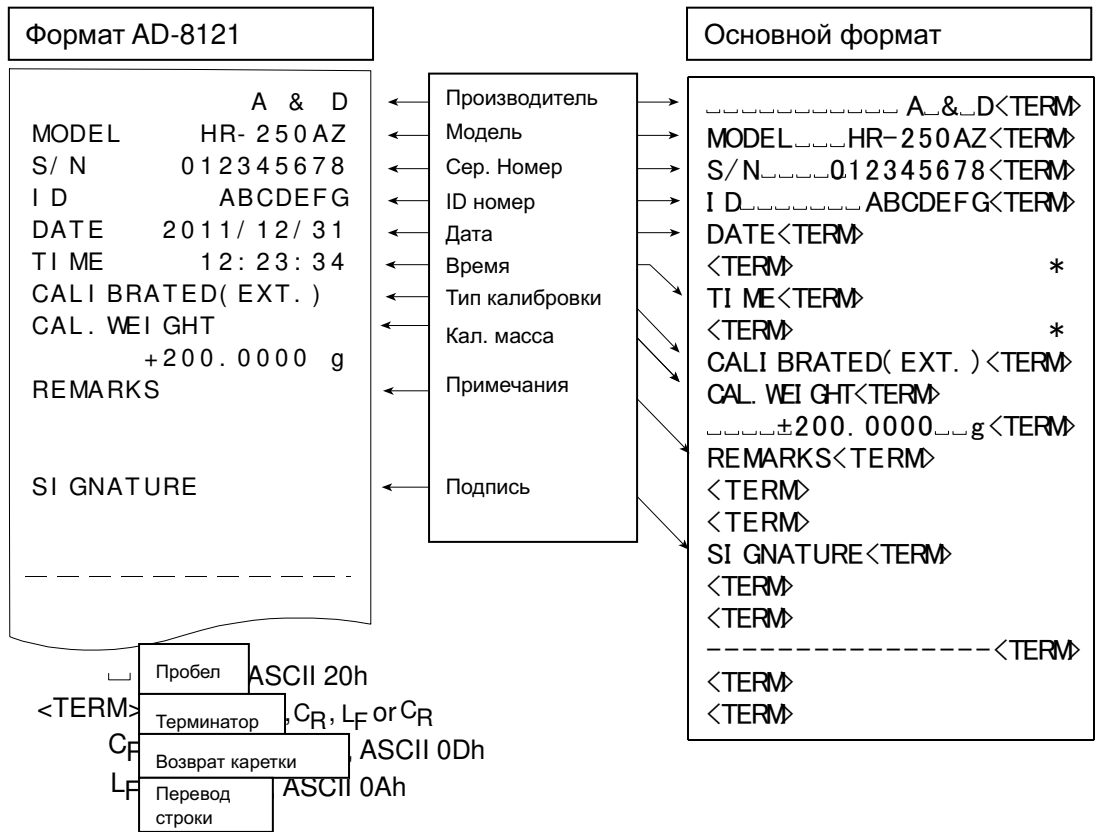 Формат AD-8121
A & D
MODEL HR-250AZ
S/N 012345678
ID ABCDEFG
DATE 2011/12/31
TIME 12:23:34
CALIBRATED(EXT.)
CAL.WEIGHT
+200.0000 g
REMARKS
SIGNATURE
Производитель
Модель
Сер. Номер
ID номер
Дата
Время
Тип калибровки
Кал. масса
Примечания
Подпись
Основной формат
␣␣␣␣␣␣␣␣␣␣␣ A␣&␣D<TERM>
MODEL␣␣␣HR-250AZ<TERM>
S/N␣␣␣␣012345678<TERM>
ID␣␣␣␣␣␣␣ABCDEFG<TERM>
DATE<TERM>
<TERM> *
TIME<TERM>
<TERM> *
CALIBRATED(EXT.)<TERM>
CAL.WEIGHT<TERM>
␣␣␣␣±200.0000␣␣g<TERM>
REMARKS<TERM>
<TERM>
<TERM>
SIGNATURE<TERM>
<TERM>
<TERM>
----------------<TERM>
<TERM>
<TERM>
␣ Пробел ASCII 20h
<TERM> Терминатор ,CR, LF or CR
CR Возврат каретки , ASCII 0Dh
LF Перевод ASCII 0Ah
строки